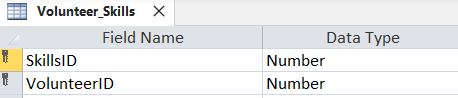 Volunteer_Skills
Field Name Data Type
SkillsID Number
VolunteerID Number